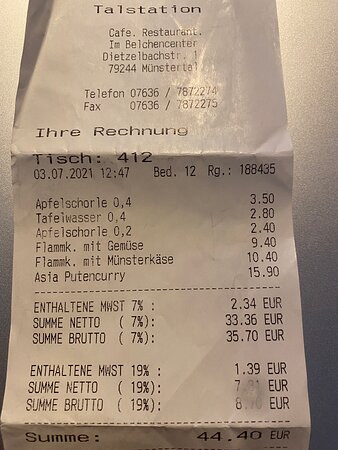 Talstation
Cafe. Restaurant.
Im Belchencenter
Dietzelbachstr. 1
79244 Münstertal
Telefon 07636 / 7872274
Fax 07636 / 7872275
Ihre Rechnung
Tisch: 412
03.07.2021 12:47 Bed. 12 Rg.: 188435
Apfelschorle 0,4 3.50
Tafelwasser 0,4 2.80
Apfelschorle 0,2 2.40
Flammk. mit Gemüse 9.40
Flammk. mit Münsterkäse 10.40
Asia Putencurry 15.90
ENTHALTENE MWST 7% : 2.34 EUR
SUMME NETTO ( 7%): 33.36 EUR
SUMME BRUTTO ( 7%): 35.70 EUR
ENTHALTENE MWST 19% : 1.39 EUR
SUMME NETTO ( 19%): EUR
SUMME BRUTTO ( 19%): EUR
Summe: 44.40 EUR